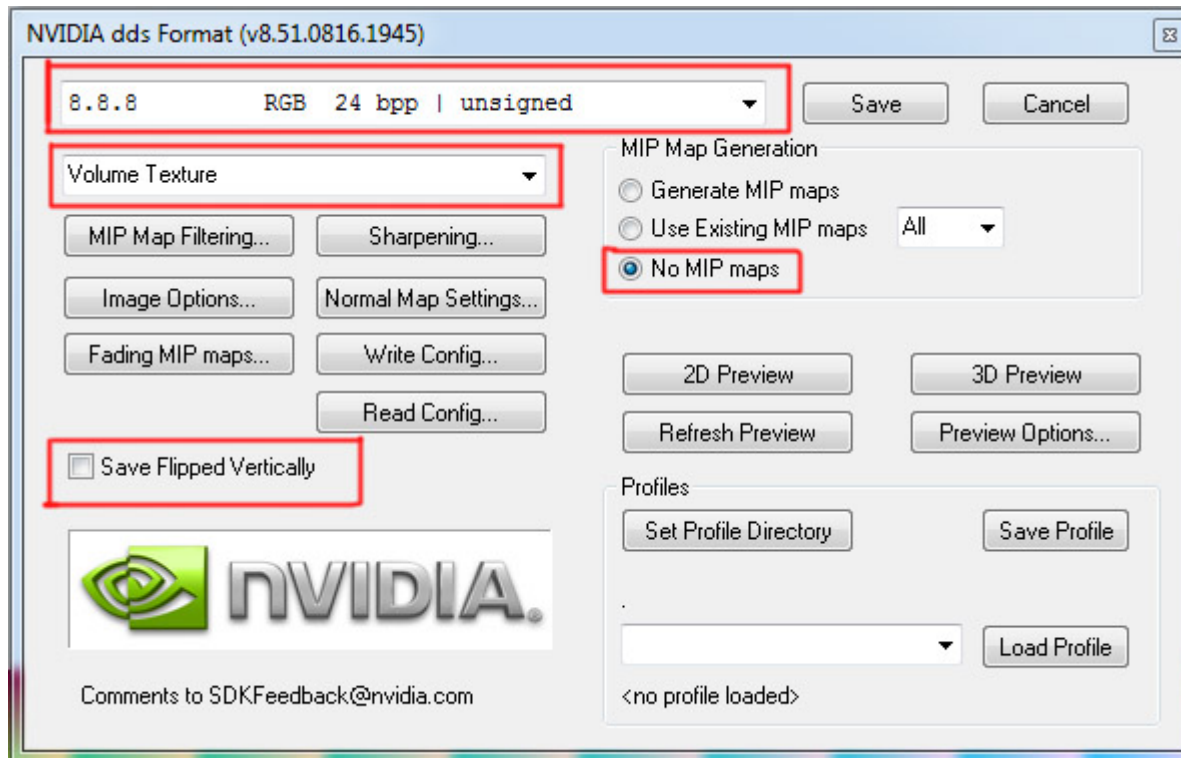 NVIDIA dds Format (v8.51.0816.1945)
8.8.8 RGB 24 bpp | unsigned
Save
Cancel
Volume Texture
MIP Map Generation
Generate MIP maps
Use Existing MIP maps
All
No MIP maps
MIP Map Filtering...
Sharpening...
Image Options...
Normal Map Settings...
Fading MIP maps...
Write Config...
Read Config...
2D Preview
3D Preview
Refresh Preview
Preview Options...
Save Flipped Vertically
Profiles
Set Profile Directory
Save Profile
.
Load Profile
<no profile loaded>
NVIDIA.
Comments to SDKFeedback@nvidia.com